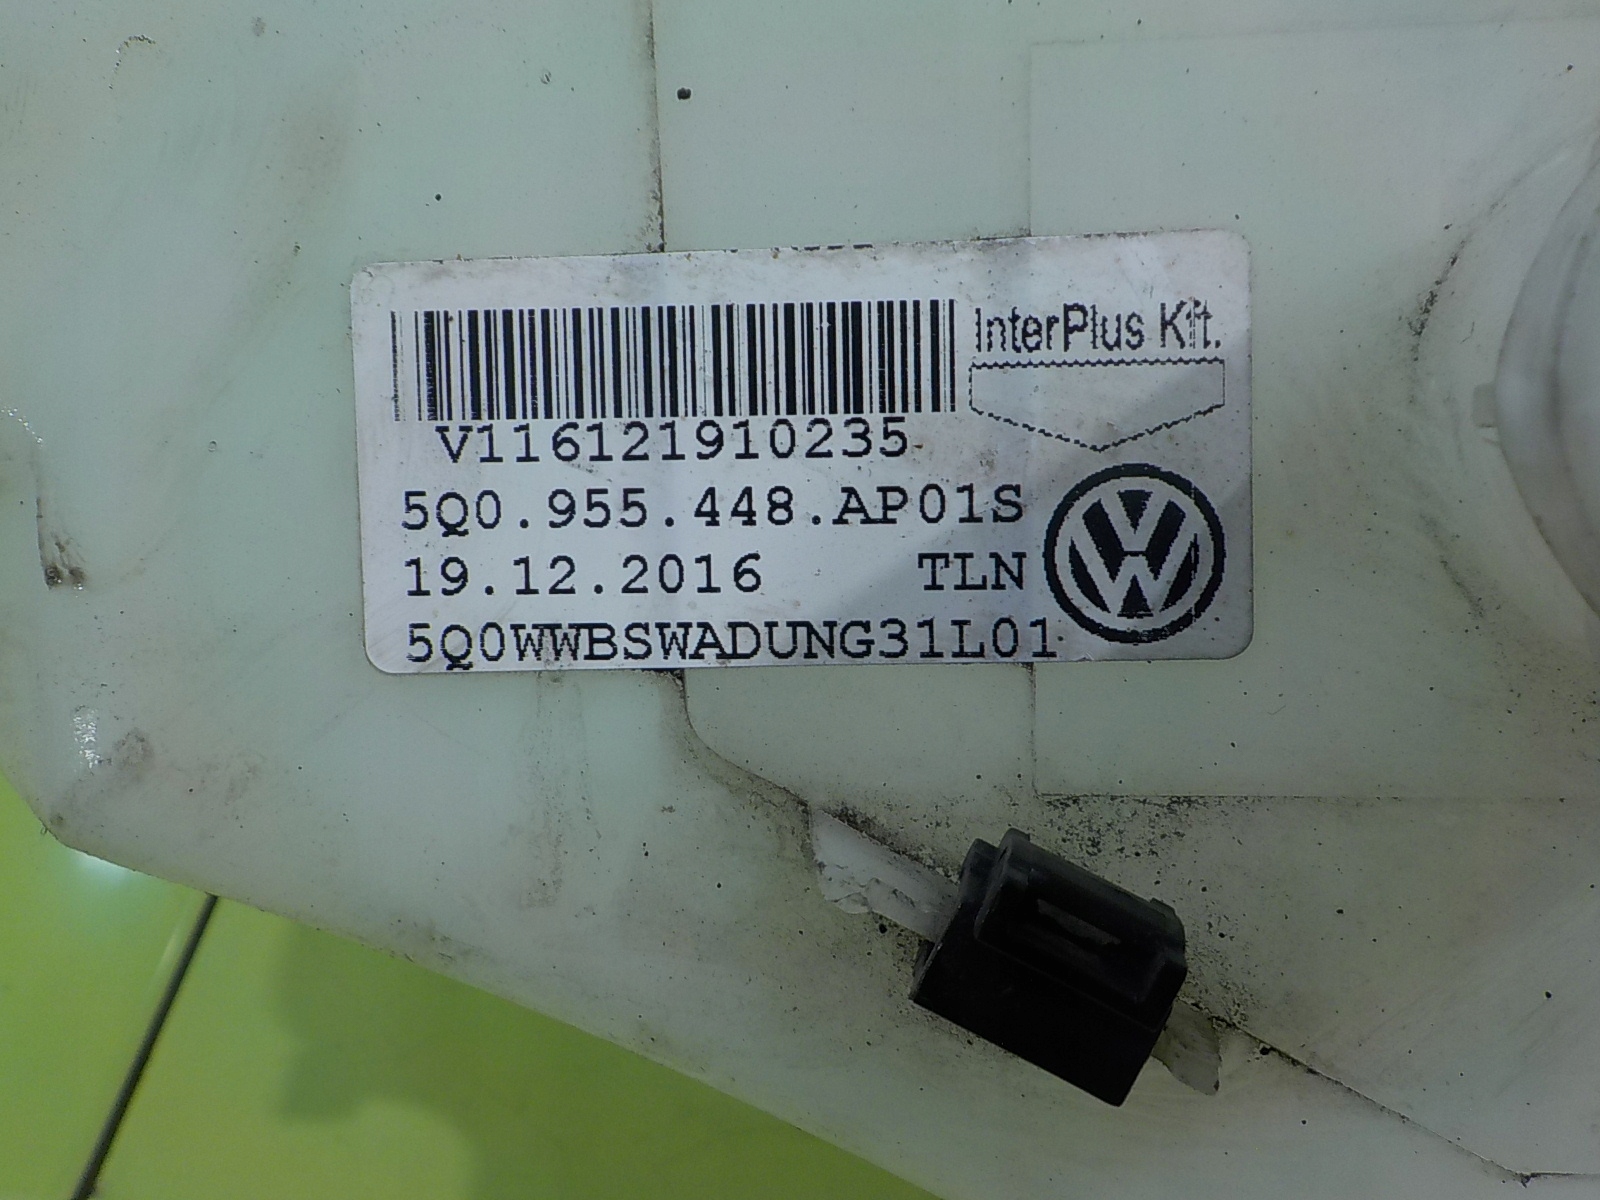 InterPlus Kft.
V116121910235
5Q0.955.448.AP01S
19.12.2016 TLN
5Q0WWBSWADUNG31L01